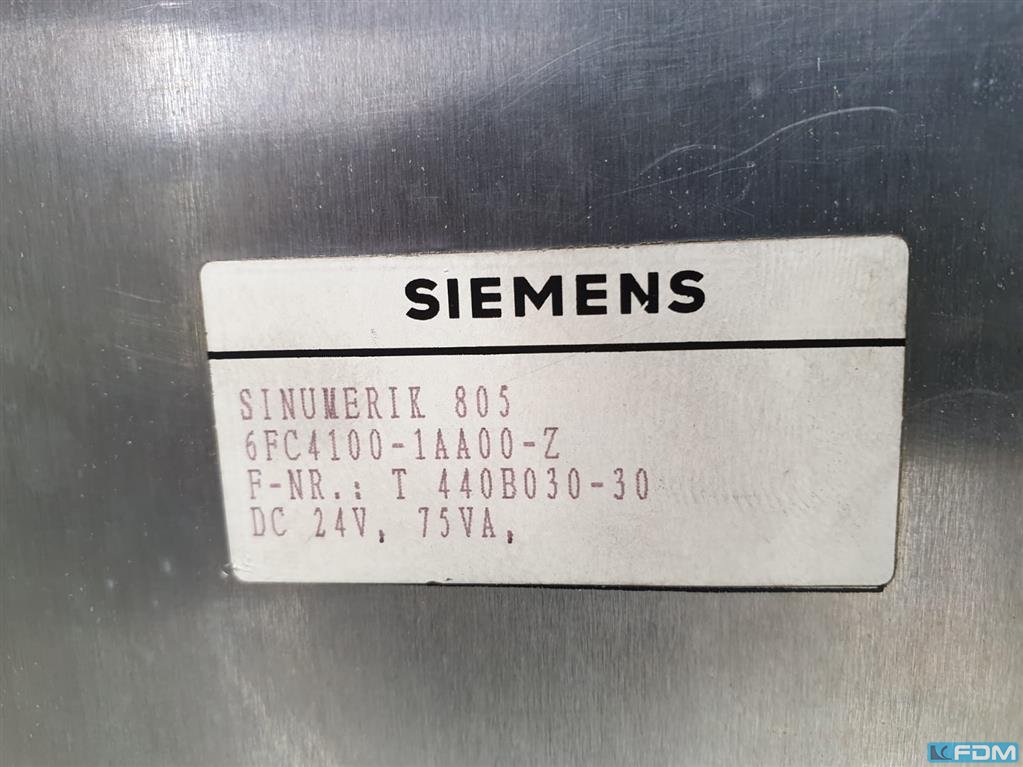 SIEMENS
SINUMERIK 805
6FC4100-1AA00-Z
F-NR.: T 440B030-30
DC 24V, 75VA,
FDM